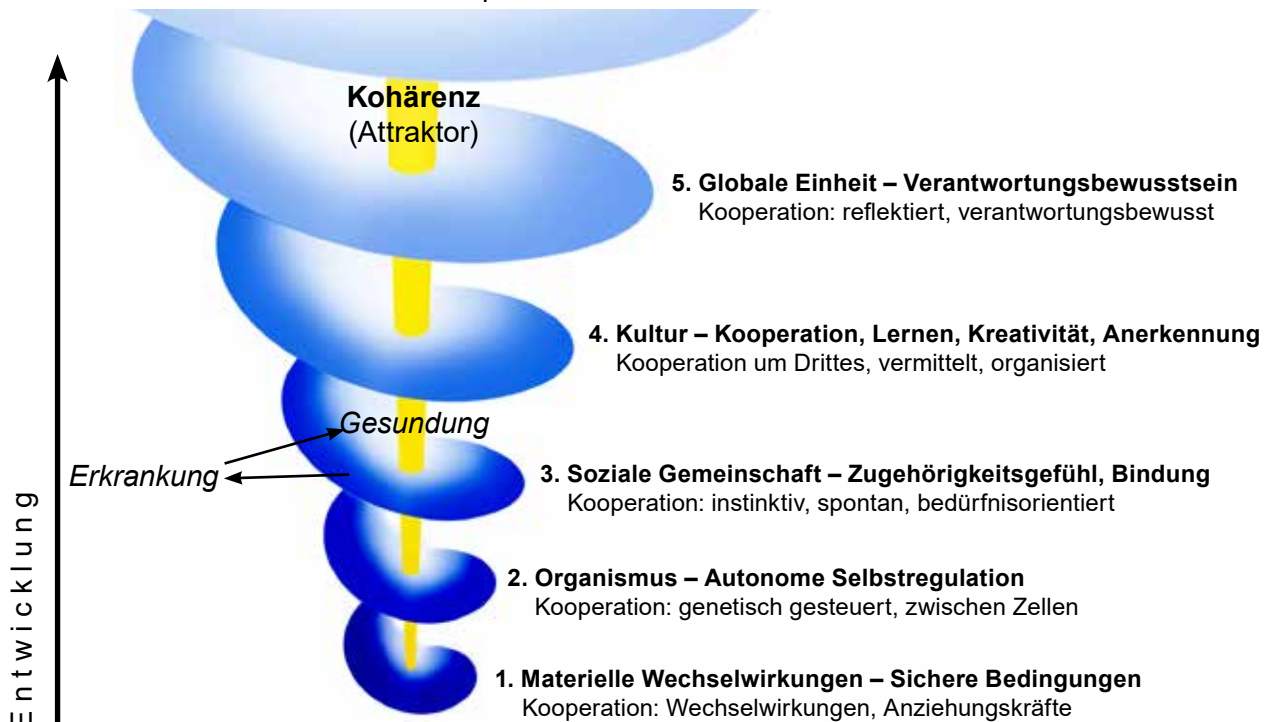 Kohärenz
(Attraktor)
5. Globale Einheit – Verantwortungsbewusstsein
Kooperation: reflektiert, verantwortungsbewusst
4. Kultur – Kooperation, Lernen, Kreativität, Anerkennung
Kooperation um Drittes, vermittelt, organisiert
Gesundung
Erkrankung
3. Soziale Gemeinschaft – Zugehörigkeitsgefühl, Bindung
Kooperation: instinktiv, spontan, bedürfnisorientiert
2. Organismus – Autonome Selbstregulation
Kooperation: genetisch gesteuert, zwischen Zellen
1. Materielle Wechselwirkungen – Sichere Bedingungen
Kooperation: Wechselwirkungen, Anziehungskräfte
Entwicklung